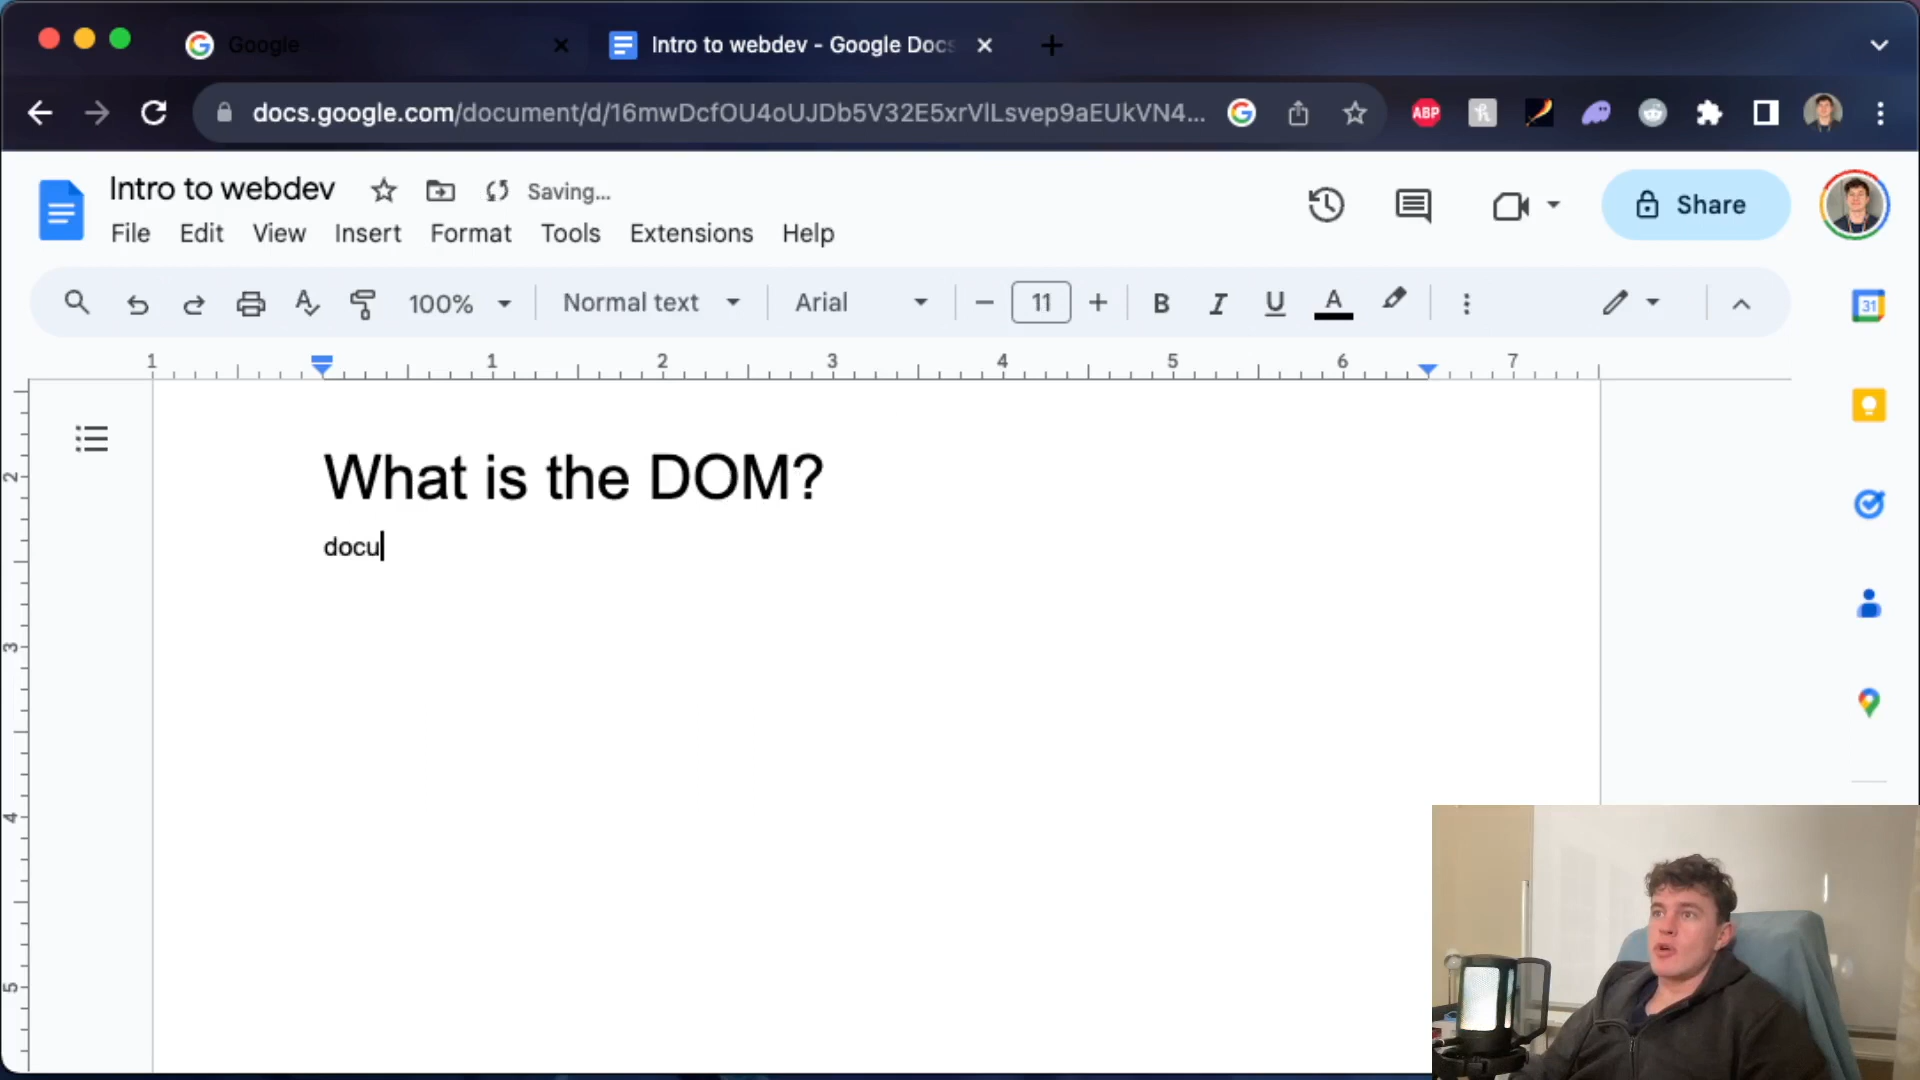 Google
Intro to webdev - Google Docs
docs.google.com/document/d/16mwDcfOU4oUJDb5V32E5xrVlLsvep9aEUkVN4...
ABP
Intro to webdev
Saving...
Share
File Edit View Insert Format Tools Extensions Help
100% Normal text Arial 11 B I U A
31
1 1 2 3 4 5 6 7
What is the DOM?
docu
2
3
4
5